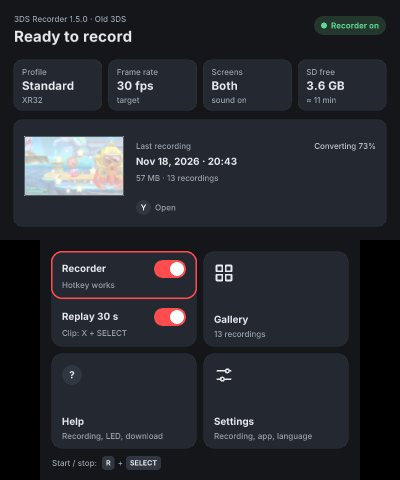 3DS Recorder 1.5.0 · Old 3DS
Ready to record
Recorder on
Profile
Standard
XR32
Frame rate
30 fps
target
Screens
Both
sound on
SD free
3.6 GB
≈ 11 min
Last recording
Converting 73%
Nov 18, 2026 · 20:43
57 MB · 13 recordings
Y Open
Recorder
Hotkey works
Replay 30 s
Clip: X + SELECT
Gallery
13 recordings
?
Help
Recording, LED, download
Settings
Recording, app, language
Start / stop: R + SELECT